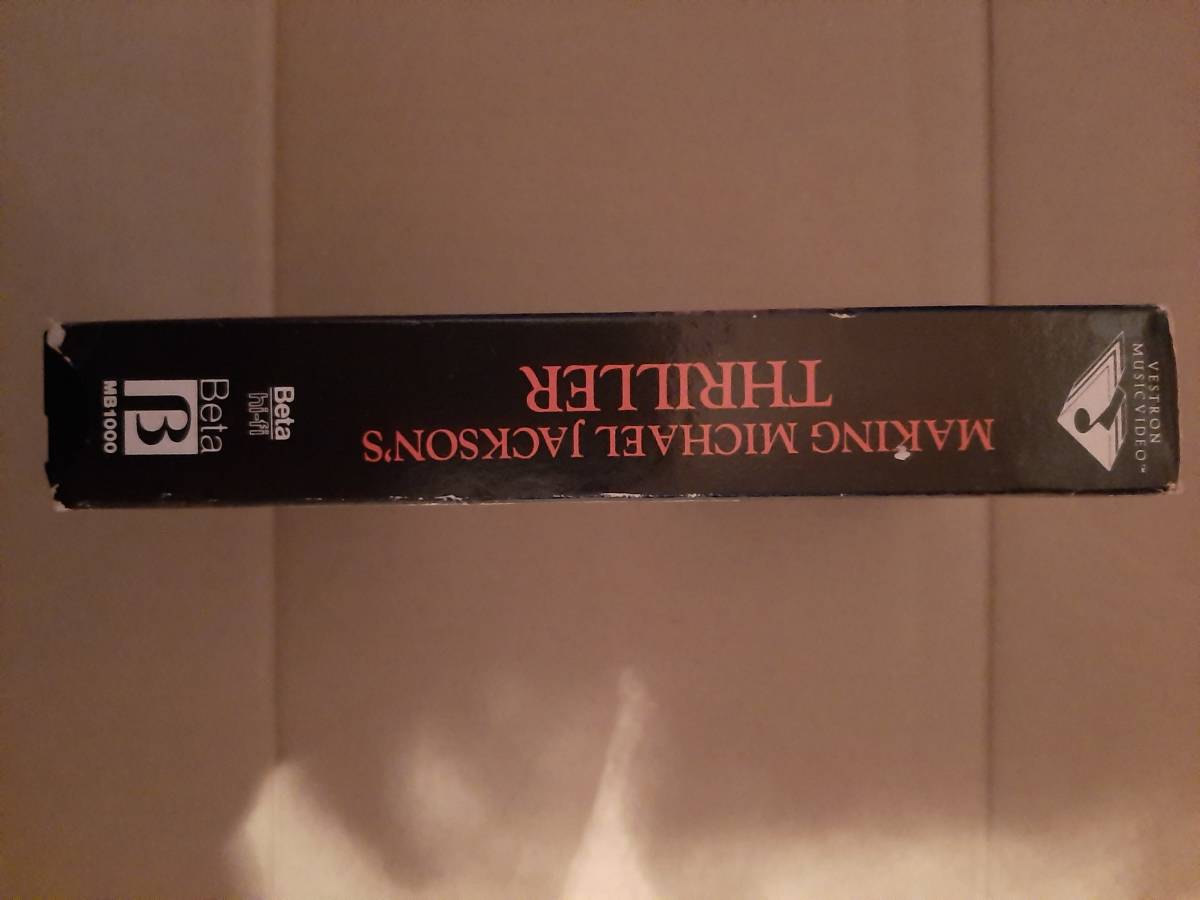 VESTRON
MUSIC VIDEO™
MAKING MICHAEL JACKSON'S
THRILLER
Beta
hi-fi
Beta
β
MB1000